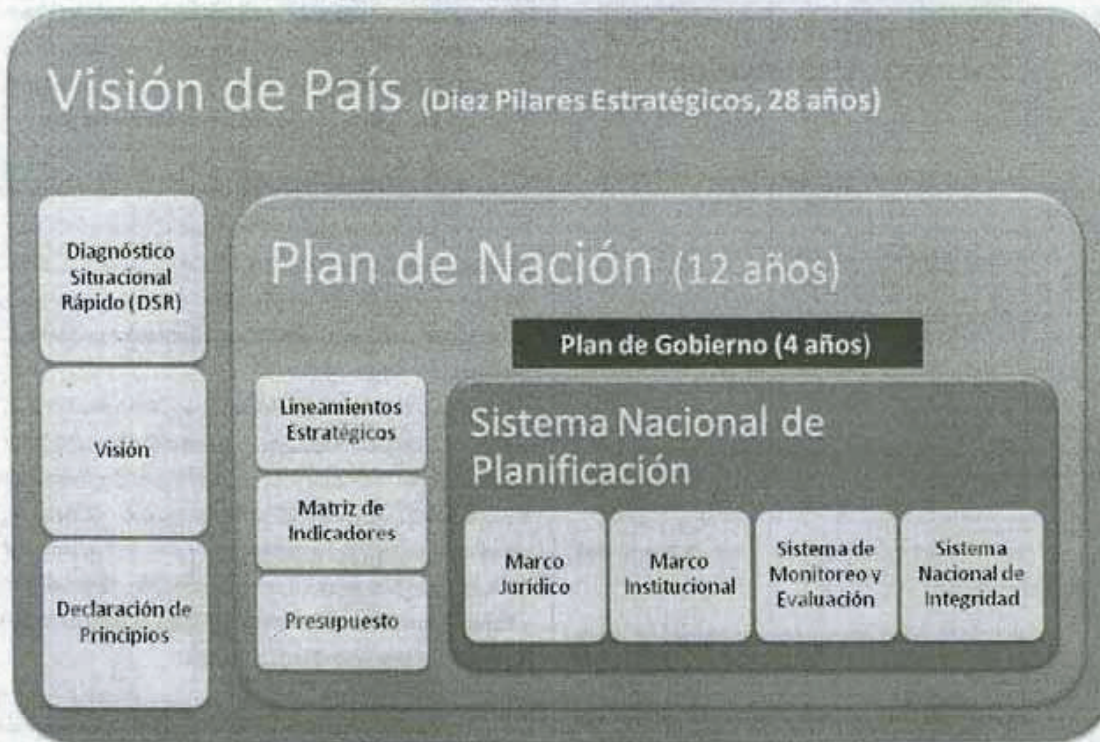 Visión de País (Diez Pilares Estratégicos, 28 años)
Diagnóstico
Situacional
Rápido (DSR)
Visión
Declaración de
Principios
Plan de Nación (12 años)
Plan de Gobierno (4 años)
Lineamientos
Estratégicos
Matriz de
Indicadores
Presupuesto
Sistema Nacional de
Planificación
Marco
Jurídico
Marco
Institucional
Sistema de
Monitoreo y
Evaluación
Sistema
Nacional de
Integridad